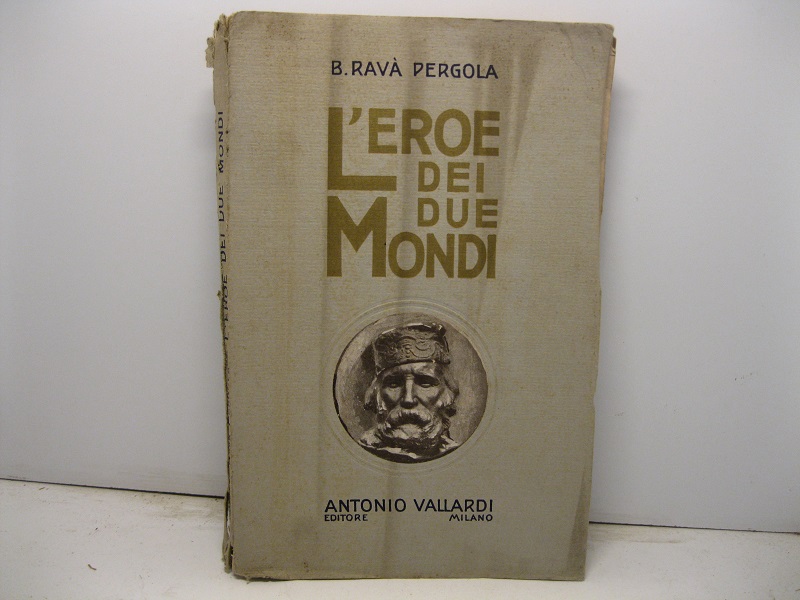 B. RAVÀ PERGOLA
L'EROE
DEI
DUE
MONDI
ANTONIO VALLARDI
EDITORE MILANO
L'EROE DEI DUE MONDI